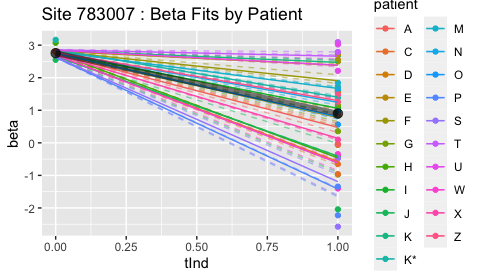 Site 783007 : Beta Fits by Patient
patient
3
2
1
0
-1
-2
beta
0.00 0.25 0.50 0.75 1.00
tInd
A M
C N
D O
E P
F S
G T
H U
I W
J X
K Z
K*